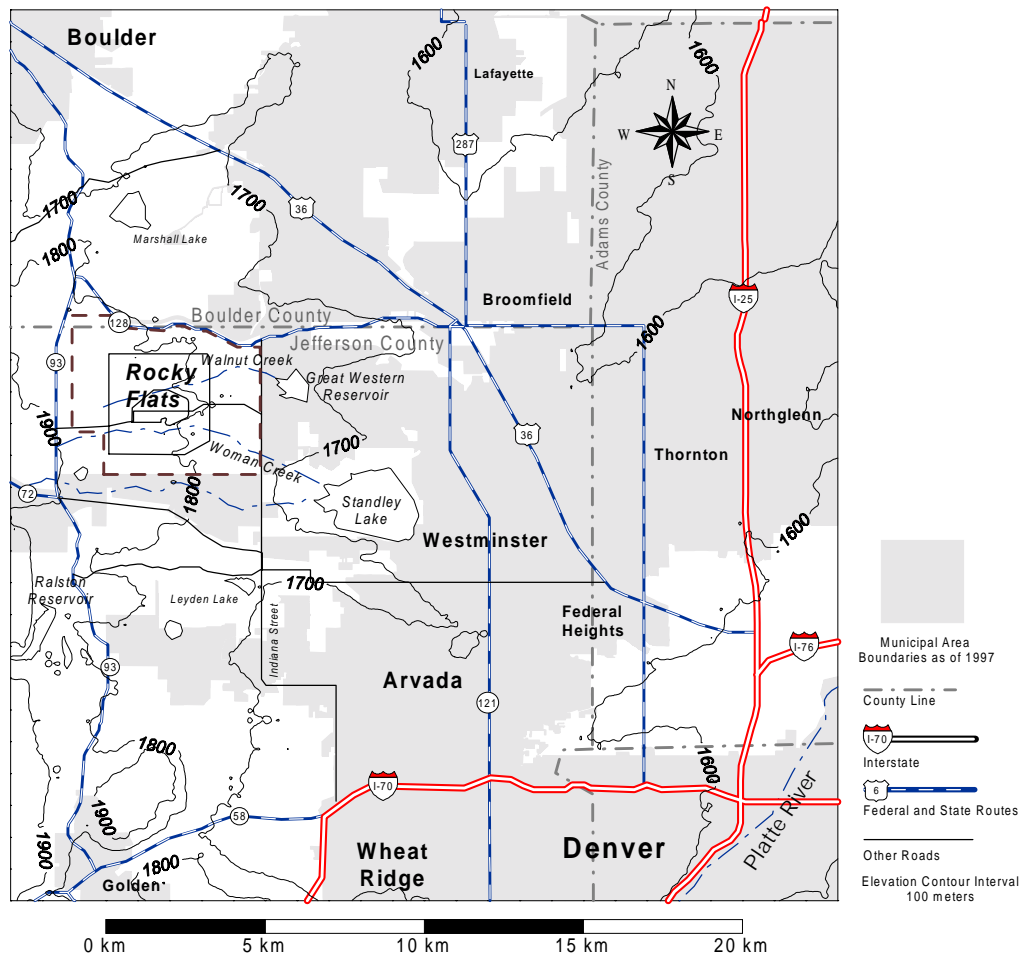 Boulder
1600
1600
Lafayette
N
W
E
S
287
1700
1700
36
Marshall Lake
1800
Adams County
I-25
Broomfield
Boulder County
128
Jefferson County
1600
93
Walnut Creek
Rocky
Flats
Great Western
Reservoir
1900
1700
36
Northglenn
Thornton
Woman Creek
72
1800
Standley
Lake
1600
Westminster
Ralston
Reservoir
Leyden Lake
1700
Indiana Street
Federal
Heights
I-76
93
Arvada
121
1800
1600
I-70
1900
58
1900
1800
Golden
Wheat
Ridge
Denver
Platte River
Municipal Area
Boundaries as of 1997
County Line
I-70
Interstate
6
Federal and State Routes
Other Roads
Elevation Contour Interval
100 meters
0 km
5 km
10 km
15 km
20 km